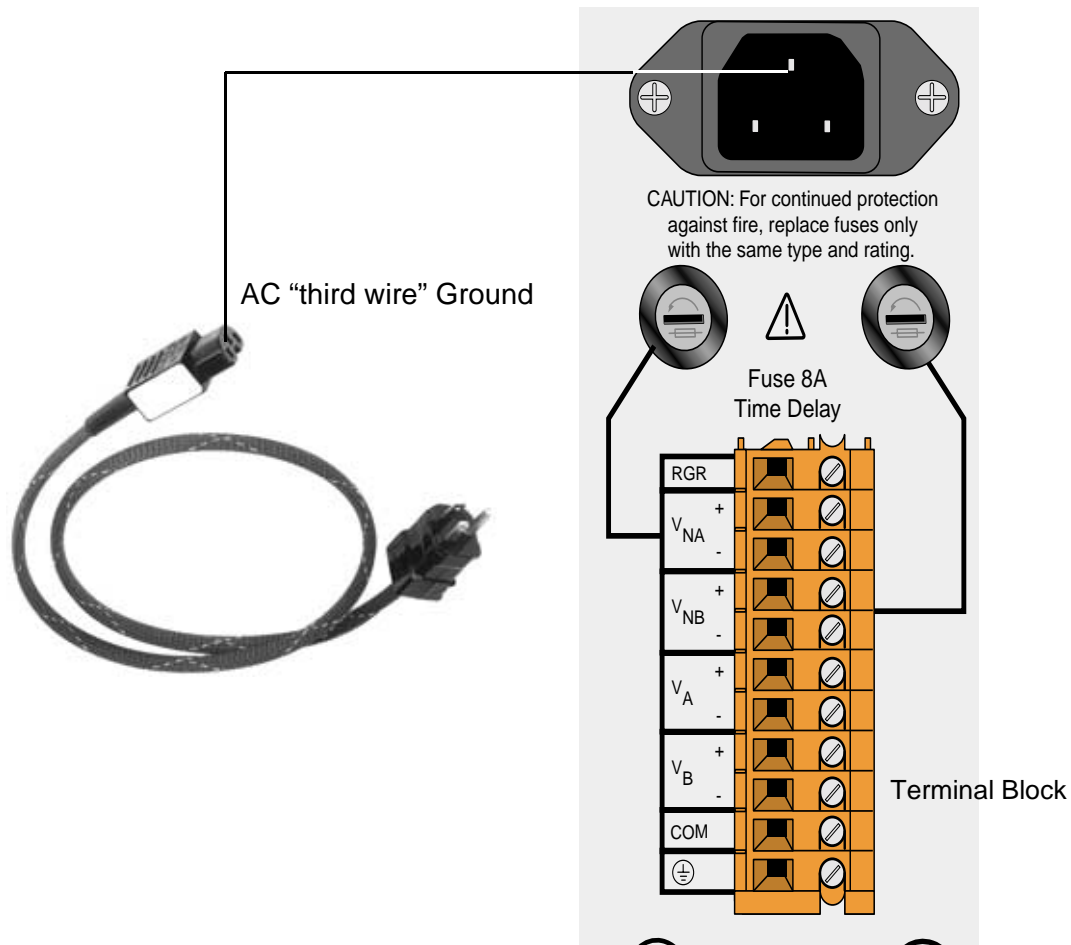 CAUTION: For continued protection
against fire, replace fuses only
with the same type and rating.
AC “third wire” Ground
Fuse 8A
Time Delay
RGR
VNA + -
VNB + -
VA + -
VB + -
Terminal Block
COM